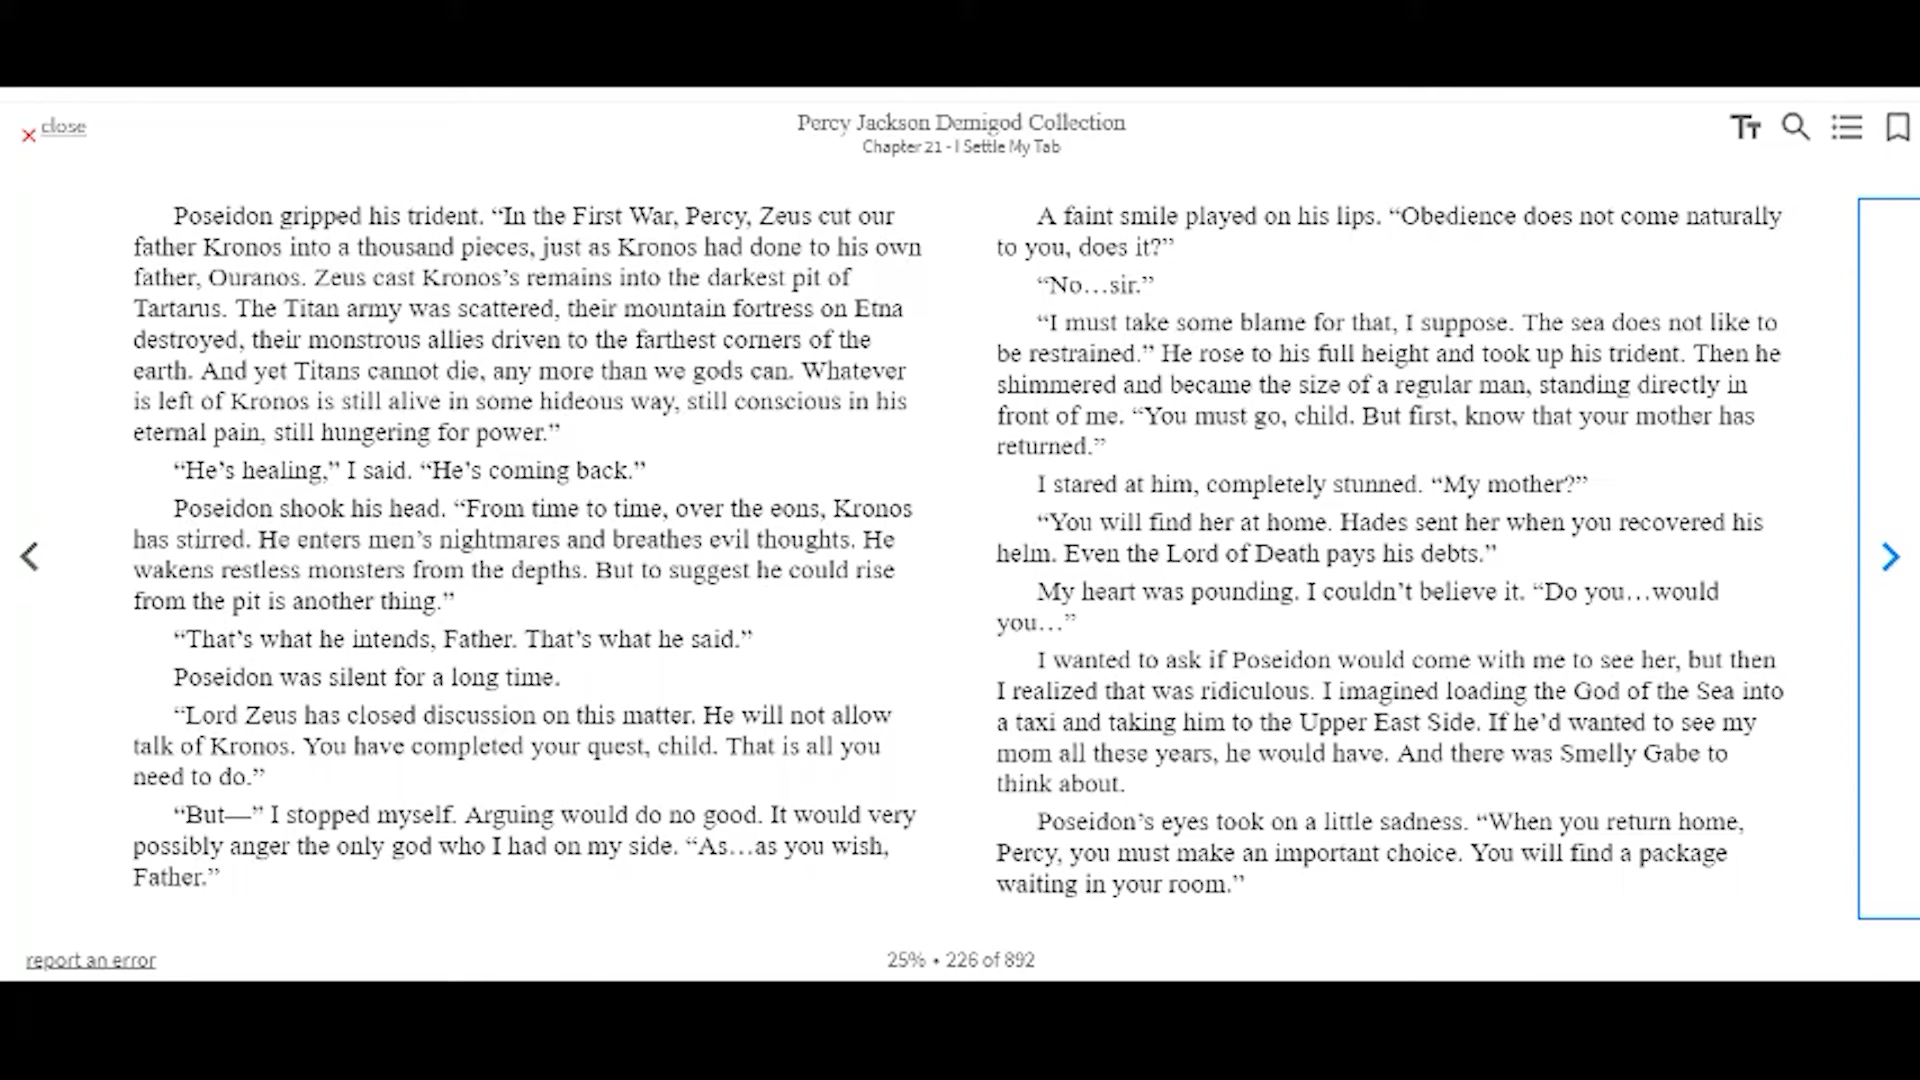 close
Percy Jackson Demigod Collection
Chapter 21 - I Settle My Tab
Poseidon gripped his trident. “In the First War, Percy, Zeus cut our
father Kronos into a thousand pieces, just as Kronos had done to his own
father, Ouranos. Zeus cast Kronos’s remains into the darkest pit of
Tartarus. The Titan army was scattered, their mountain fortress on Etna
destroyed, their monstrous allies driven to the farthest corners of the
earth. And yet Titans cannot die, any more than we gods can. Whatever
is left of Kronos is still alive in some hideous way, still conscious in his
eternal pain, still hungering for power.”
“He’s healing,” I said. “He’s coming back.”
Poseidon shook his head. “From time to time, over the eons, Kronos
has stirred. He enters men’s nightmares and breathes evil thoughts. He
wakens restless monsters from the depths. But to suggest he could rise
from the pit is another thing.”
“That’s what he intends, Father. That’s what he said.”
Poseidon was silent for a long time.
“Lord Zeus has closed discussion on this matter. He will not allow
talk of Kronos. You have completed your quest, child. That is all you
need to do.”
“But—” I stopped myself. Arguing would do no good. It would very
possibly anger the only god who I had on my side. “As…as you wish,
Father.”
A faint smile played on his lips. “Obedience does not come naturally
to you, does it?”
“No…sir.”
“I must take some blame for that, I suppose. The sea does not like to
be restrained.” He rose to his full height and took up his trident. Then he
shimmered and became the size of a regular man, standing directly in
front of me. “You must go, child. But first, know that your mother has
returned.”
I stared at him, completely stunned. “My mother?”
“You will find her at home. Hades sent her when you recovered his
helm. Even the Lord of Death pays his debts.”
My heart was pounding. I couldn’t believe it. “Do you…would
you…”
I wanted to ask if Poseidon would come with me to see her, but then
I realized that was ridiculous. I imagined loading the God of the Sea into
a taxi and taking him to the Upper East Side. If he’d wanted to see my
mom all these years, he would have. And there was Smelly Gabe to
think about.
Poseidon’s eyes took on a little sadness. “When you return home,
Percy, you must make an important choice. You will find a package
waiting in your room.”
report an error
25% • 226 of 892